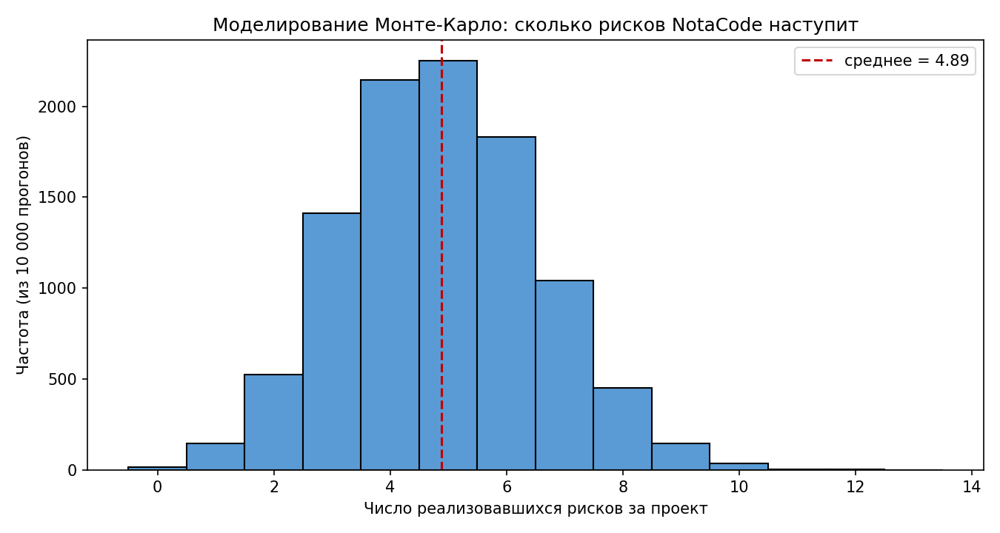 Моделирование Монте-Карло: сколько рисков NotaCode наступит
среднее = 4.89
Частота (из 10 000 прогонов)
2000
1500
1000
500
0
0 2 4 6 8 10 12 14
Число реализовавшихся рисков за проект